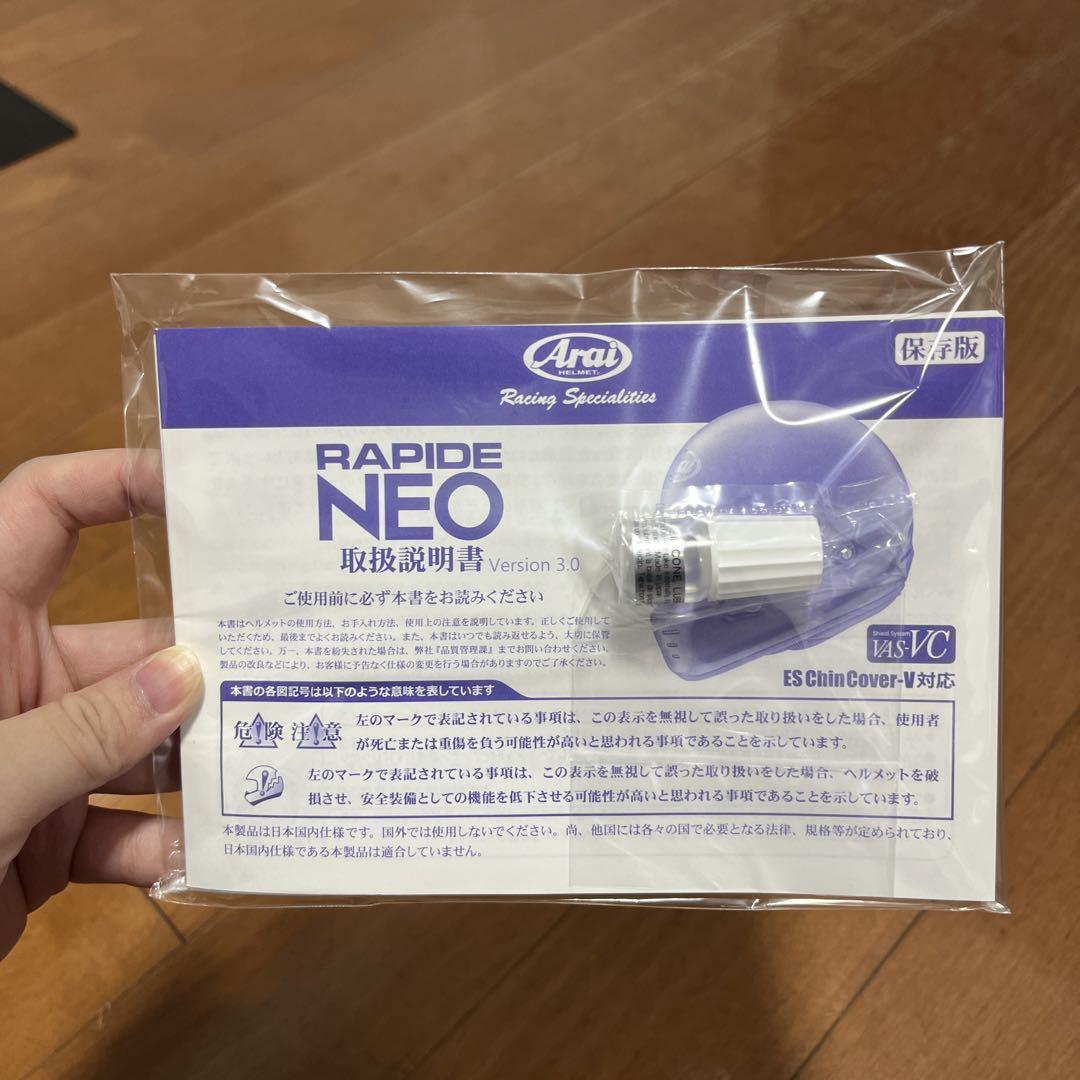 Arai
HELMET.
Racing Specialities
保存版
RAPIDE
NEO
取扱説明書 Version 3.0
ご使用前に必ず本書をお読みください
本書はヘルメットの使用方法、お手入れ方法、使用上の注意を説明しています。正しくご使用して
いただくため、最後までよくお読みください。また、本書はいつでも読み返せるよう、大切に保管
してください。万一、本書を紛失された場合は、弊社『品質管理課』までお問い合わせください。
製品の改良などにより、お客様に予告なく仕様の変更を行う場合がありますのでご了承ください。
CONE LUB
Shield System
VAS-VC
ES Chin Cover-V対応
本書の各図記号は以下のような意味を表しています
危険 注意
左のマークで表記されている事項は、この表示を無視して誤った取り扱いをした場合、使用者
が死亡または重傷を負う可能性が高いと思われる事項であることを示しています。
左のマークで表記されている事項は、この表示を無視して誤った取り扱いをした場合、ヘルメットを破
損させ、安全装備としての機能を低下させる可能性が高いと思われる事項であることを示しています。
本製品は日本国内仕様です。国外では使用しないでください。尚、他国には各々の国で必要となる法律、規格等が定められており、
日本国内仕様である本製品は適合していません。